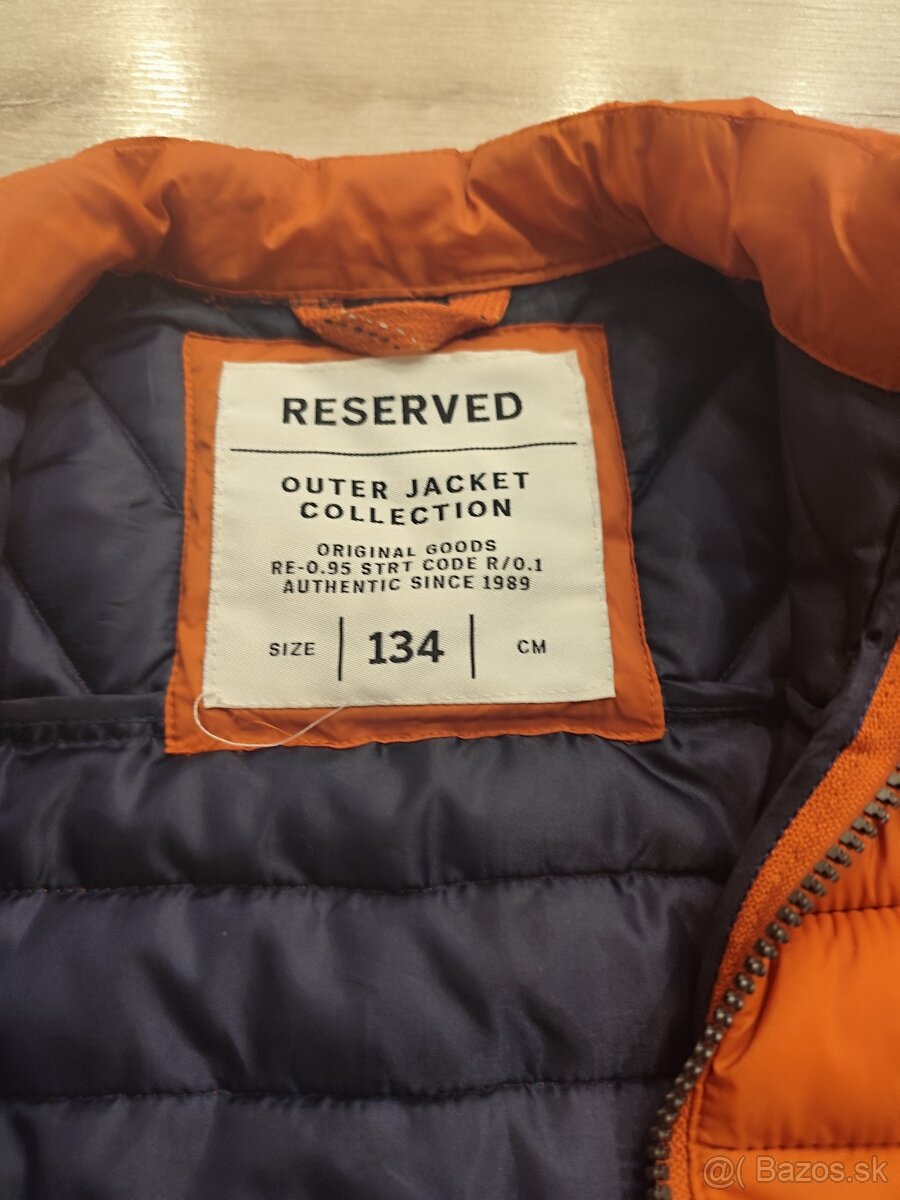 RESERVED
OUTER JACKET
COLLECTION
ORIGINAL GOODS
RE-0.95 STRT CODE R/0.1
AUTHENTIC SINCE 1989
SIZE | 134 | CM
@( Bazos.sk